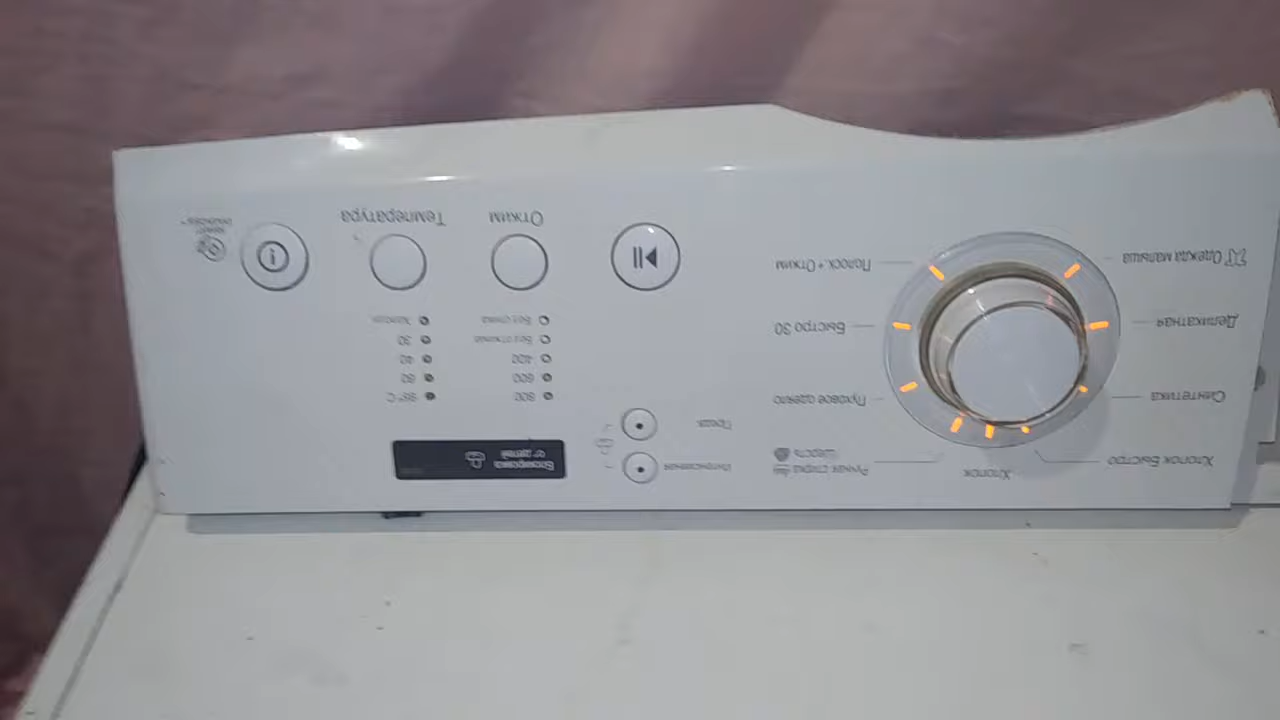 Хлопок Быстро
Синтетика
Деликатная
Одежда малыша
Хлопок
Ручная стирка
Шерсть
Пуховое одеяло
Быстро 30
Полоск.+Отжим
Интенсивная
Предв.
Блокировка
от детей
800
600
400
Без отжима
Без слива
Отжим
95°C
60
40
30
Холодная
Температура